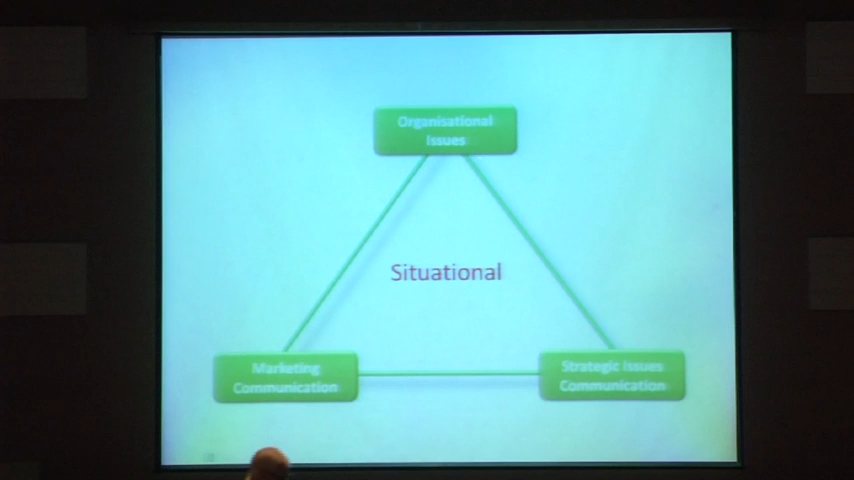 Organisational
Issues
Situational
Marketing
Communication
Strategic Issues
Communication